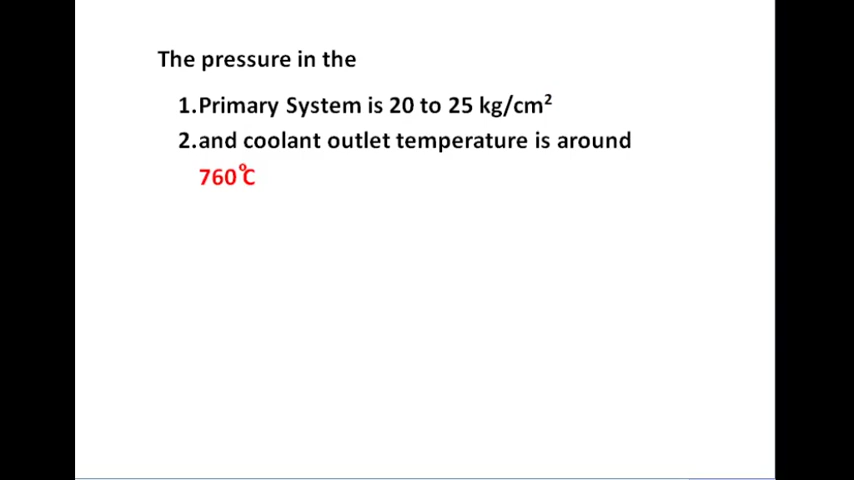 The pressure in the
1.Primary System is 20 to 25 kg/cm²
2.and coolant outlet temperature is around
760℃